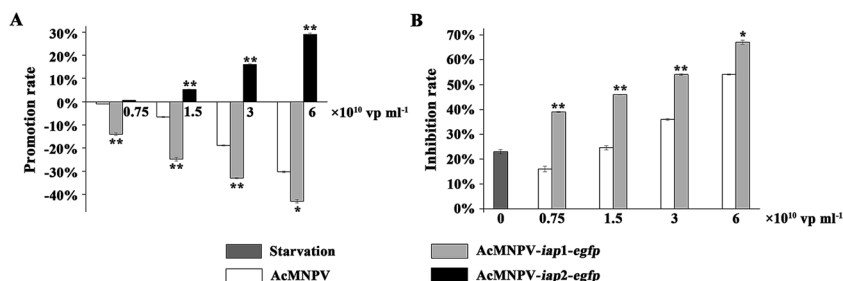 A
Promotion rate
30%
20%
10%
0%
-10%
-20%
-30%
-40%
** ** **
** ** ** *
0.75 1.5 3 6 ×10¹⁰ vp ml⁻¹
B
Inhibition rate
70%
60%
50%
40%
30%
20%
10%
0%
** ** ** *
0 0.75 1.5 3 6 ×10¹⁰ vp ml⁻¹
Starvation
AcMNPV
AcMNPV-iap1-egfp
AcMNPV-iap2-egfp